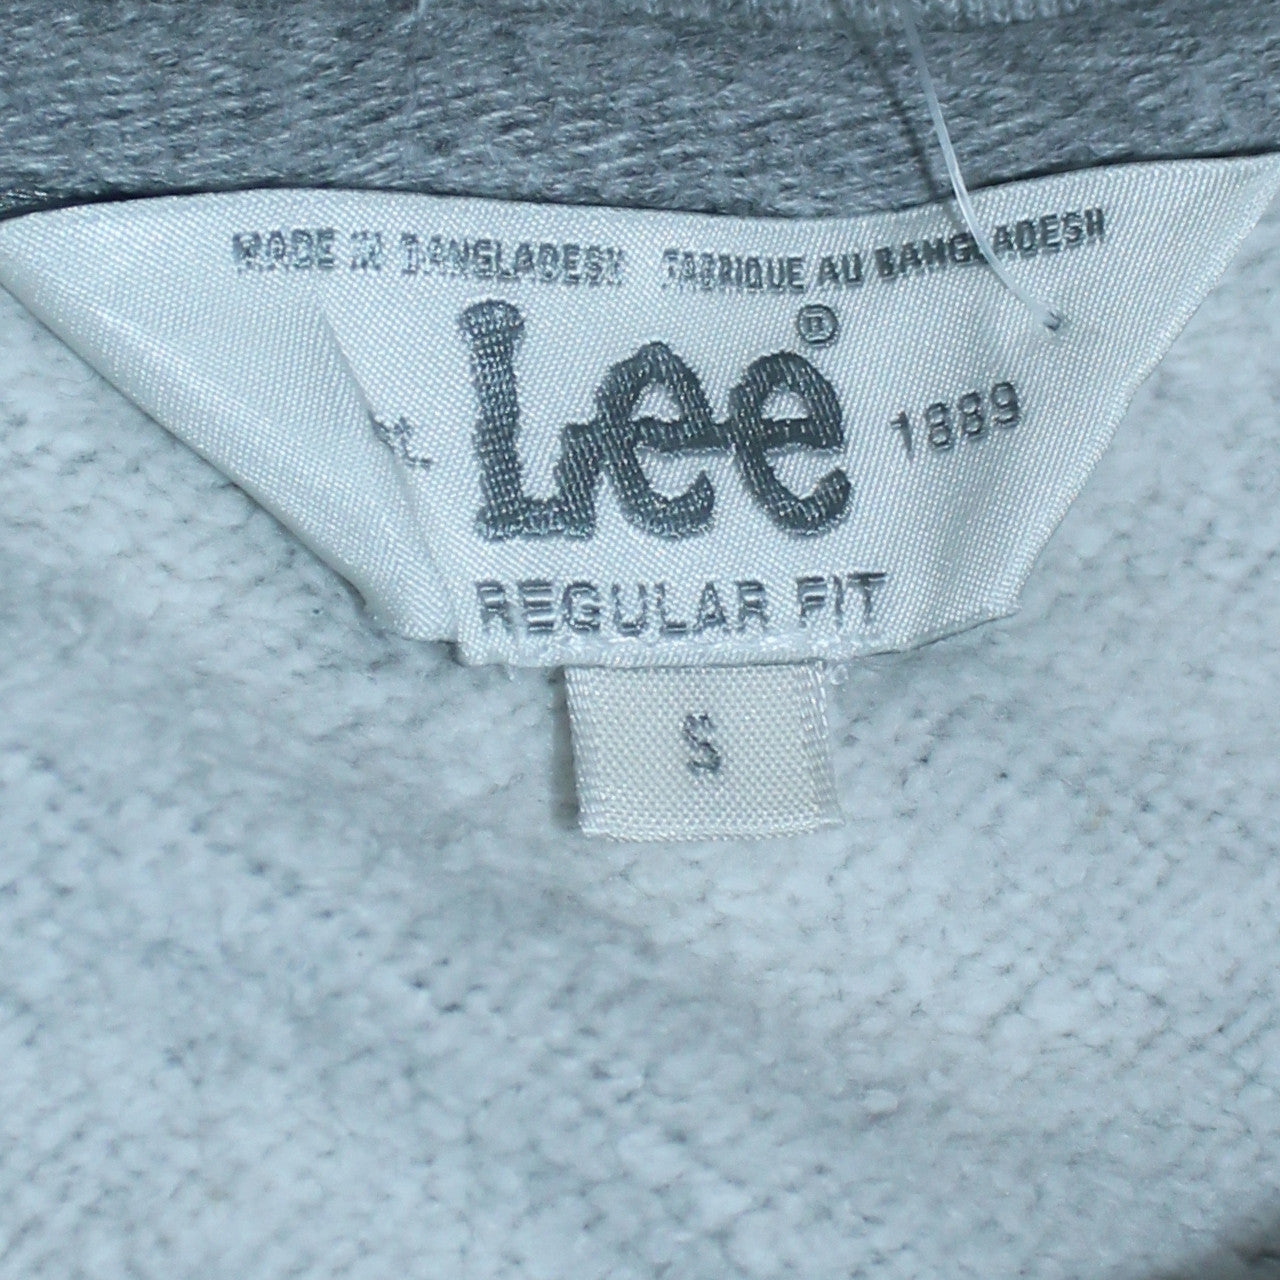 MADE IN BANGLADESH FABRIQUE AU BANGLADESH
Lee ®
1889
REGULAR FIT
S